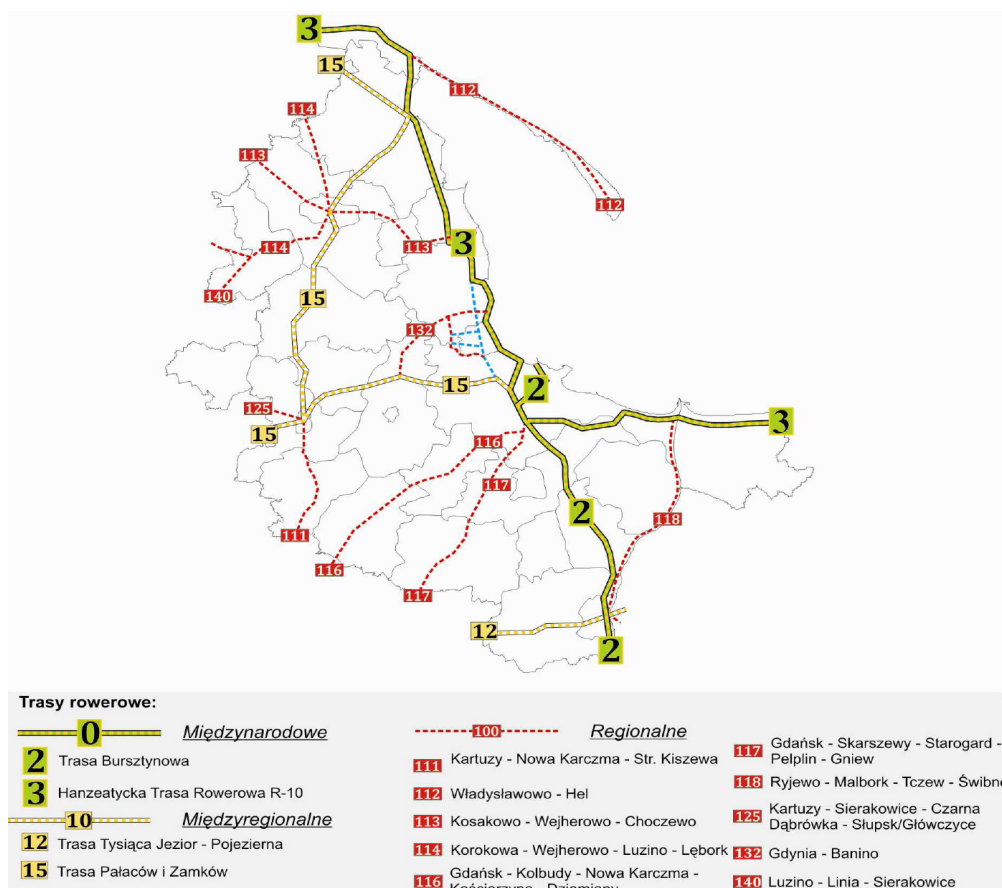 3
15
112
114
113
112
3
113
114
140
15
132
15
2
125
15
3
116
117
2
118
111
116
117
12
2
Trasy rowerowe:
0 Międzynarodowe
2 Trasa Bursztynowa
3 Hanzeatycka Trasa Rowerowa R-10
10 Międzyregionalne
12 Trasa Tysiąca Jezior - Pojezierna
15 Trasa Pałaców i Zamków
100 Regionalne
111 Kartuzy - Nowa Karczma - Str. Kiszewa
112 Władysławowo - Hel
113 Kosakowo - Wejherowo - Choczewo
114 Korokowa - Wejherowo - Luzino - Lębork
116 Gdańsk - Kolbudy - Nowa Karczma -
Kościerzyna - Dziemiany
117 Gdańsk - Skarszewy - Starogard -
Pelplin - Gniew
118 Ryjewo - Malbork - Tczew - Świbno
125 Kartuzy - Sierakowice - Czarna
Dąbrówka - Słupsk/Główczyce
132 Gdynia - Banino
140 Luzino - Linia - Sierakowice